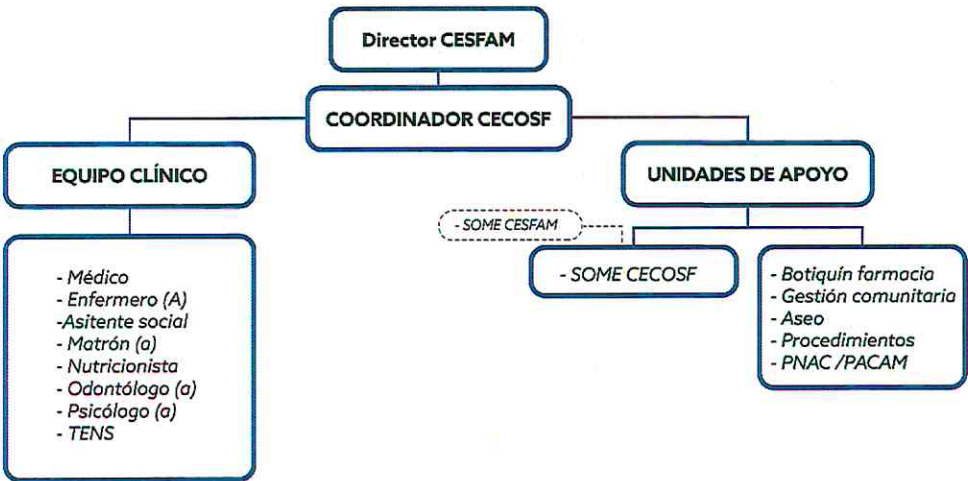 Director CESFAM
COORDINADOR CECOSF
EQUIPO CLÍNICO
- Médico
- Enfermero (A)
-Asitente social
- Matrón (a)
- Nutricionista
- Odontólogo (a)
- Psicólogo (a)
- TENS
UNIDADES DE APOYO
- SOME CESFAM
- SOME CECOSF
- Botiquín farmacia
- Gestión comunitaria
- Aseo
- Procedimientos
- PNAC /PACAM